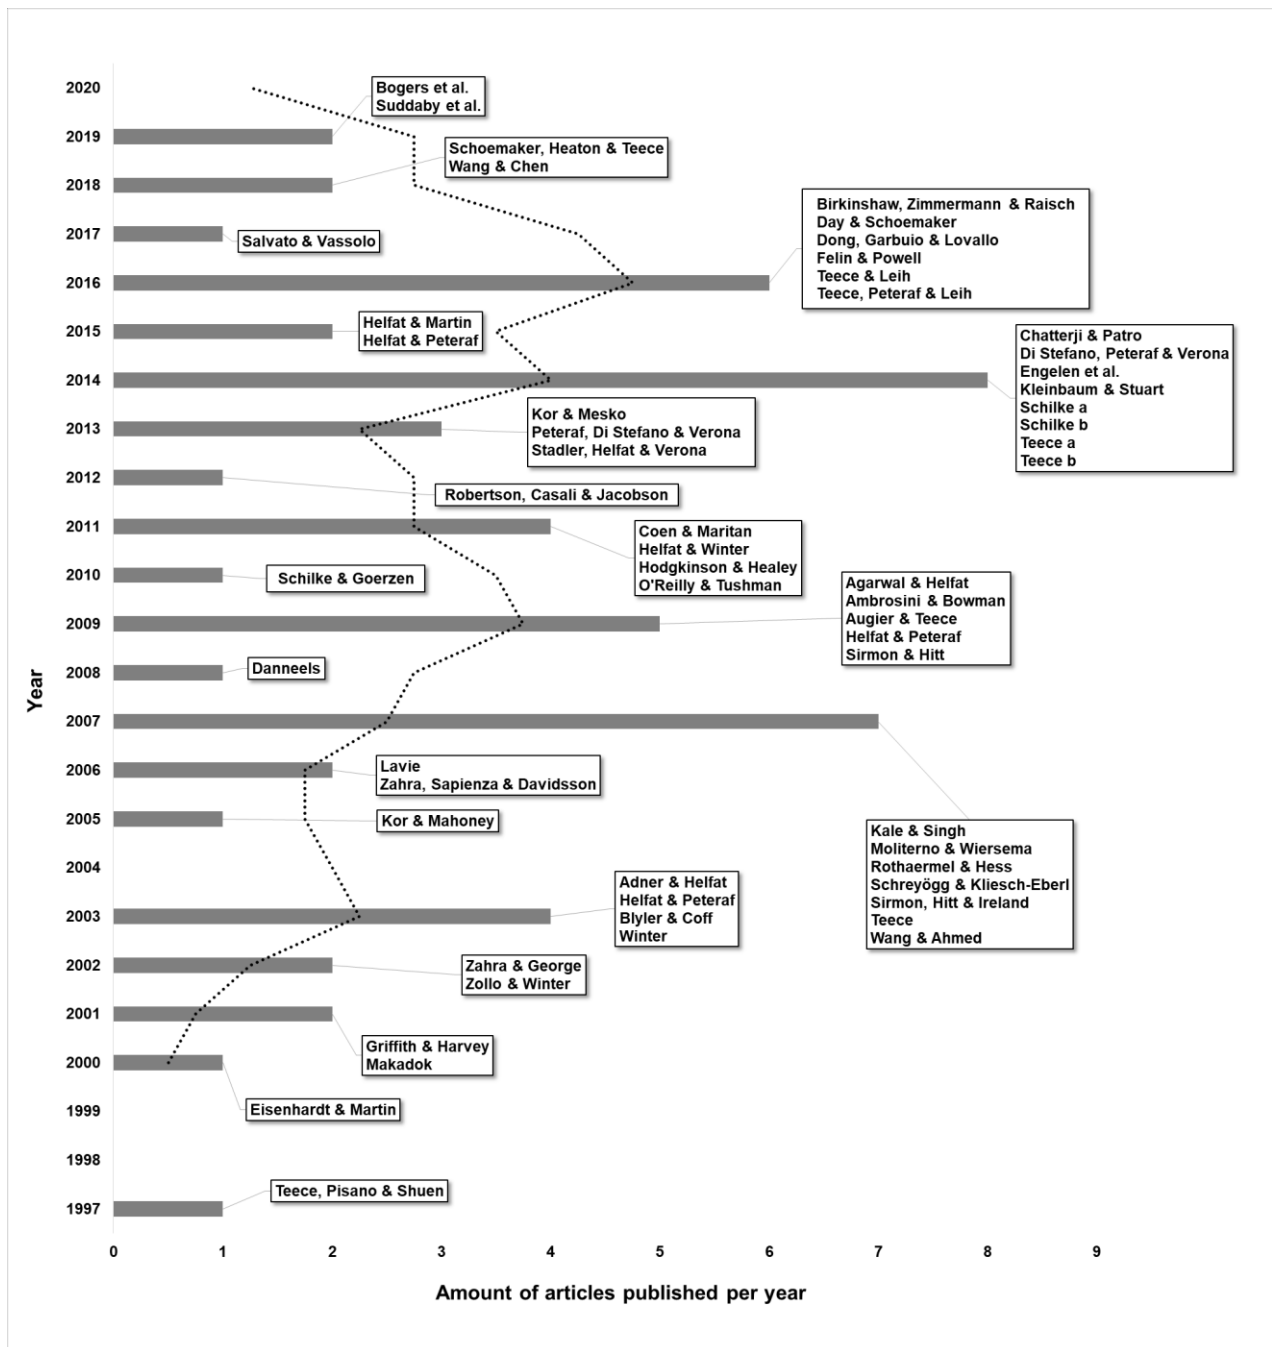 2020
Bogers et al.
Suddaby et al.
2019
Schoemaker, Heaton & Teece
Wang & Chen
2018
Birkinshaw, Zimmermann & Raisch
Day & Schoemaker
Dong, Garbuio & Lovallo
Felin & Powell
Teece & Leih
Teece, Peteraf & Leih
2017
Salvato & Vassolo
2016
2015
Helfat & Martin
Helfat & Peteraf
Chatterji & Patro
Di Stefano, Peteraf & Verona
Engelen et al.
Kleinbaum & Stuart
Schilke a
Schilke b
Teece a
Teece b
2014
2013
Kor & Mesko
Peteraf, Di Stefano & Verona
Stadler, Helfat & Verona
2012
Robertson, Casali & Jacobson
2011
Coen & Maritan
Helfat & Winter
Hodgkinson & Healey
O'Reilly & Tushman
2010
Schilke & Goerzen
Agarwal & Helfat
Ambrosini & Bowman
Augier & Teece
Helfat & Peteraf
Sirmon & Hitt
2009
2008
Danneels
Year
2007
2006
Lavie
Zahra, Sapienza & Davidsson
2005
Kor & Mahoney
Kale & Singh
Moliterno & Wiersema
Rothaermel & Hess
Schreyögg & Kliesch-Eberl
Sirmon, Hitt & Ireland
Teece
Wang & Ahmed
2004
2003
Adner & Helfat
Helfat & Peteraf
Blyler & Coff
Winter
2002
Zahra & George
Zollo & Winter
2001
Griffith & Harvey
Makadok
2000
1999
Eisenhardt & Martin
1998
1997
Teece, Pisano & Shuen
0 1 2 3 4 5 6 7 8 9
Amount of articles published per year